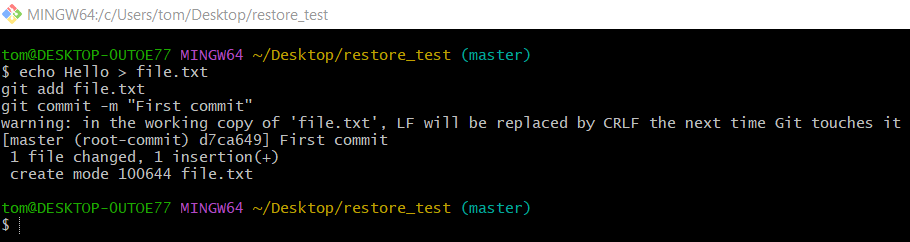 MINGW64:/c/Users/tom/Desktop/restore_test
tom@DESKTOP-OUTOE77 MINGW64 ~/Desktop/restore_test (master)
$ echo Hello > file.txt
git add file.txt
git commit -m "First commit"
warning: in the working copy of 'file.txt', LF will be replaced by CRLF the next time Git touches it
[master (root-commit) d7ca649] First commit
 1 file changed, 1 insertion(+)
 create mode 100644 file.txt
tom@DESKTOP-OUTOE77 MINGW64 ~/Desktop/restore_test (master)
$